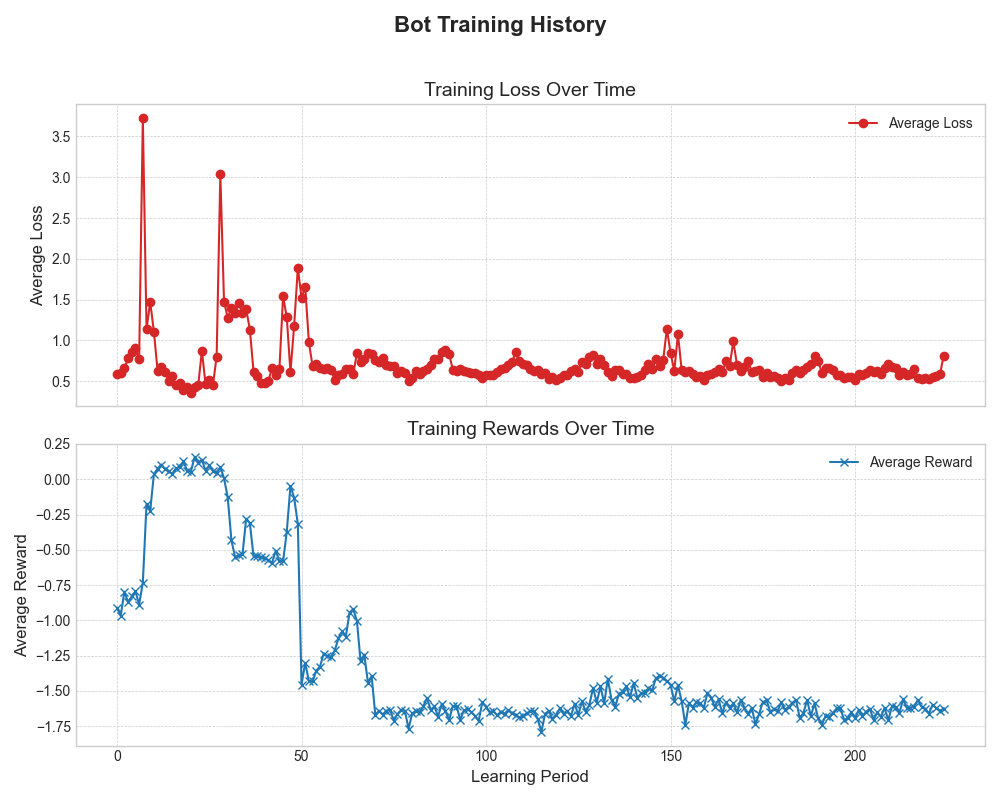 Bot Training History
Training Loss Over Time
Average Loss
3.5
3.0
2.5
2.0
1.5
1.0
0.5
Average Loss
Training Rewards Over Time
Average Reward
0.25
0.00
−0.25
−0.50
−0.75
−1.00
−1.25
−1.50
−1.75
Average Reward
0
50
100
150
200
Learning Period